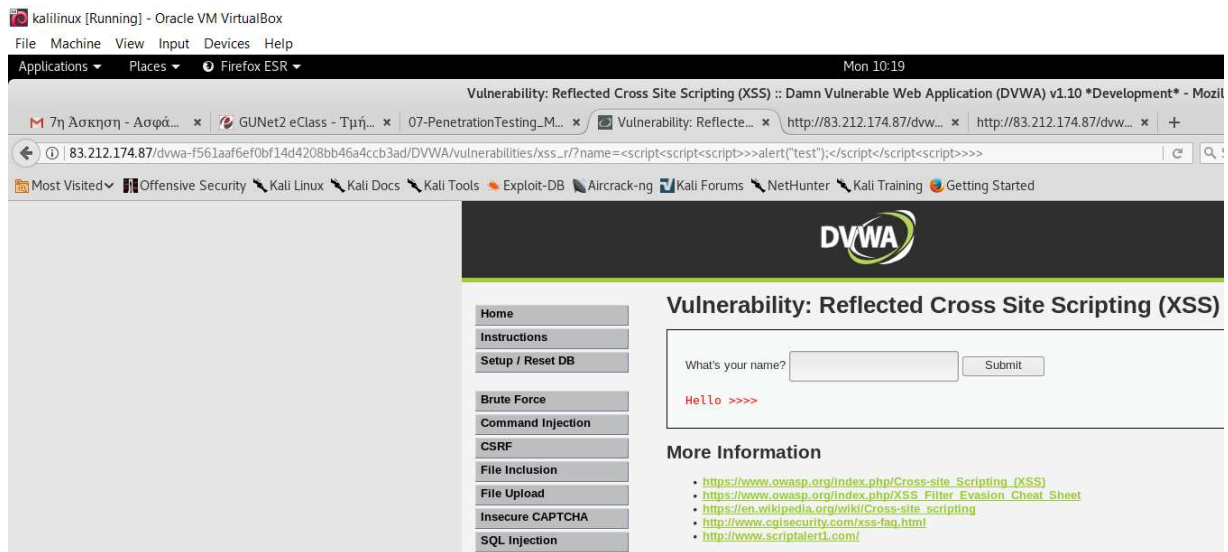 kalilinux [Running] - Oracle VM VirtualBox
File Machine View Input Devices Help
Applications Places Firefox ESR Mon 10:19
Vulnerability: Reflected Cross Site Scripting (XSS) :: Damn Vulnerable Web Application (DVWA) v1.10 *Development* - Mozil
7η Άσκηση - Ασφά... GUNet2 eClass - Τμή... 07-PenetrationTesting_M... Vulnerability: Reflecte... http://83.212.174.87/dvw... http://83.212.174.87/dvw...
83.212.174.87/dvwa-f561aaf6ef0bf14d4208bb46a4ccb3ad/DVWA/vulnerabilities/xss_r/?name=<script<script<script>>>alert("test");</script</script<script>>>>
Most Visited Offensive Security Kali Linux Kali Docs Kali Tools Exploit-DB Aircrack-ng Kali Forums NetHunter Kali Training Getting Started
DVWA
Home
Instructions
Setup / Reset DB
Brute Force
Command Injection
CSRF
File Inclusion
File Upload
Insecure CAPTCHA
SQL Injection
Vulnerability: Reflected Cross Site Scripting (XSS)
What's your name? Submit
Hello >>>>
More Information
https://www.owasp.org/index.php/Cross-site_Scripting_(XSS)
https://www.owasp.org/index.php/XSS_Filter_Evasion_Cheat_Sheet
https://en.wikipedia.org/wiki/Cross-site_scripting
http://www.cgisecurity.com/xss-faq.html
http://www.scriptalert1.com/